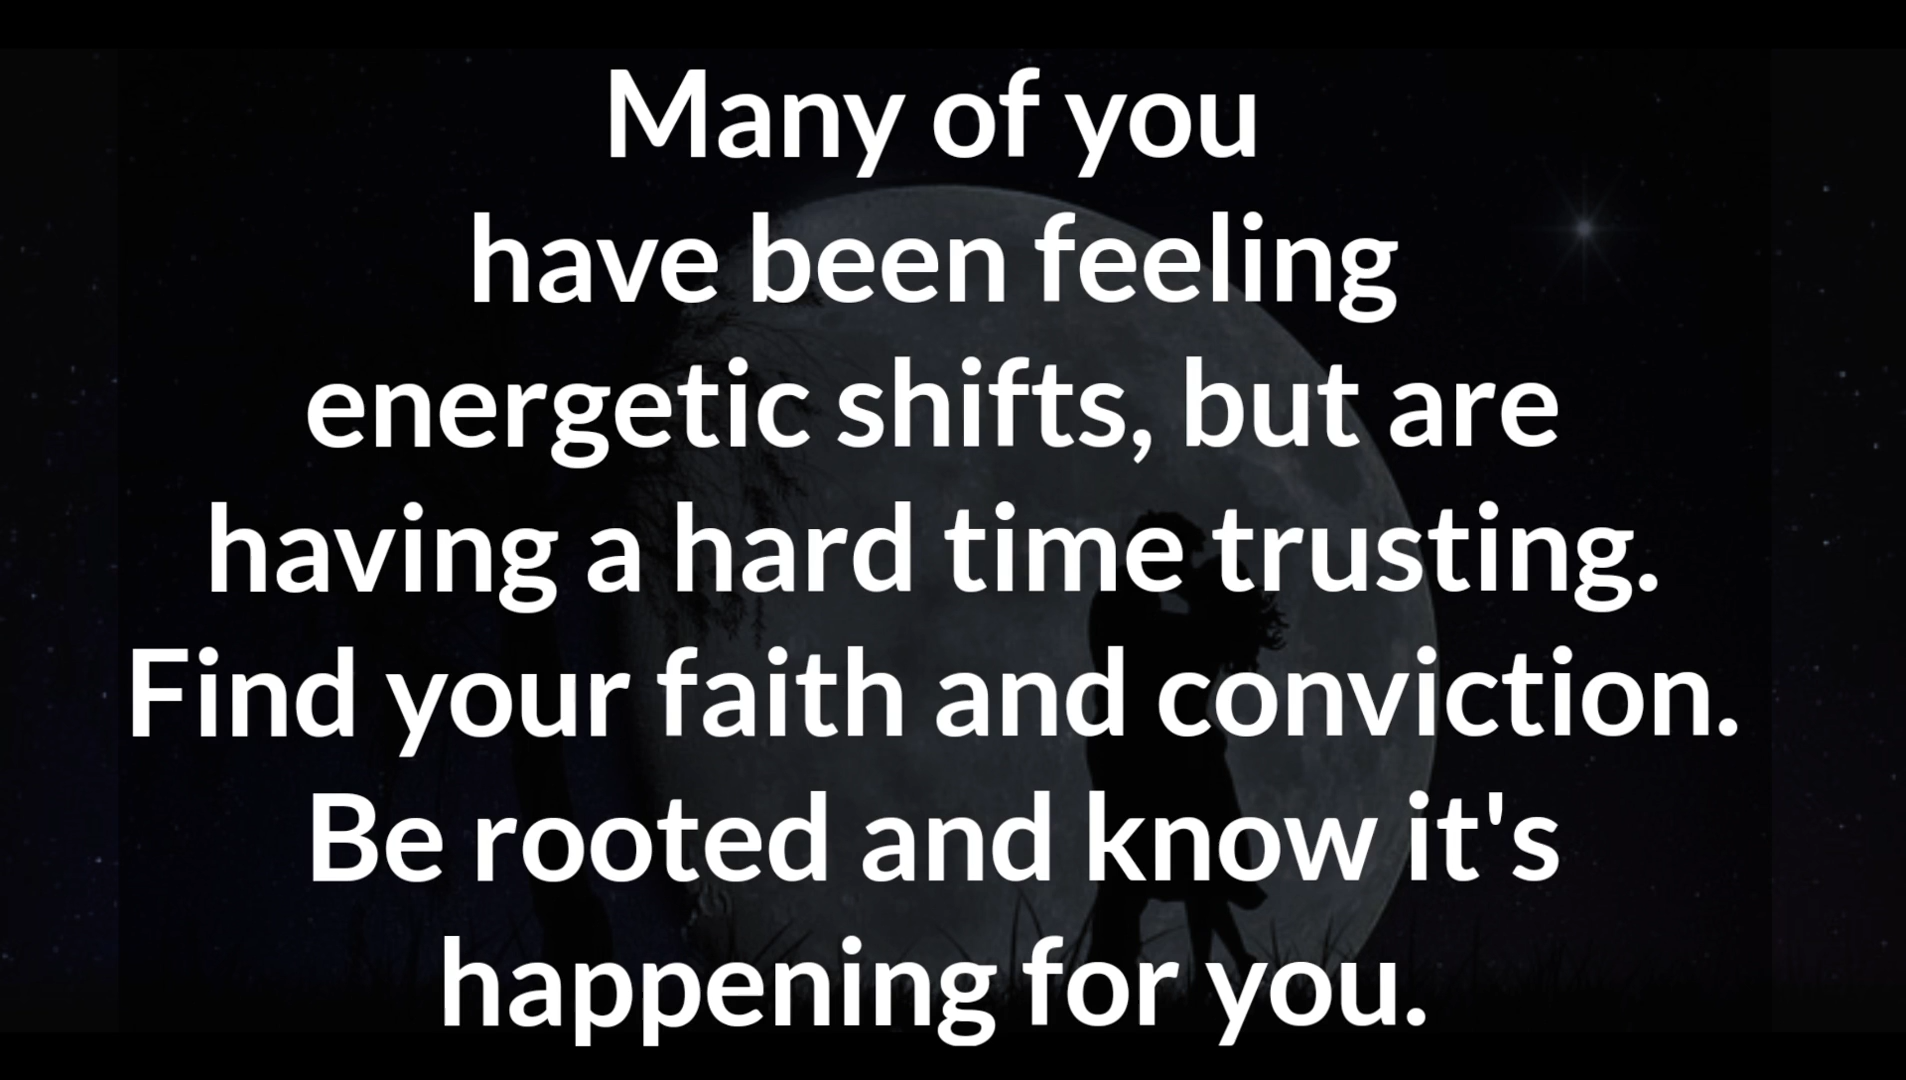 Many of you
have been feeling
energetic shifts, but are
having a hard time trusting.
Find your faith and conviction.
Be rooted and know it's
happening for you.